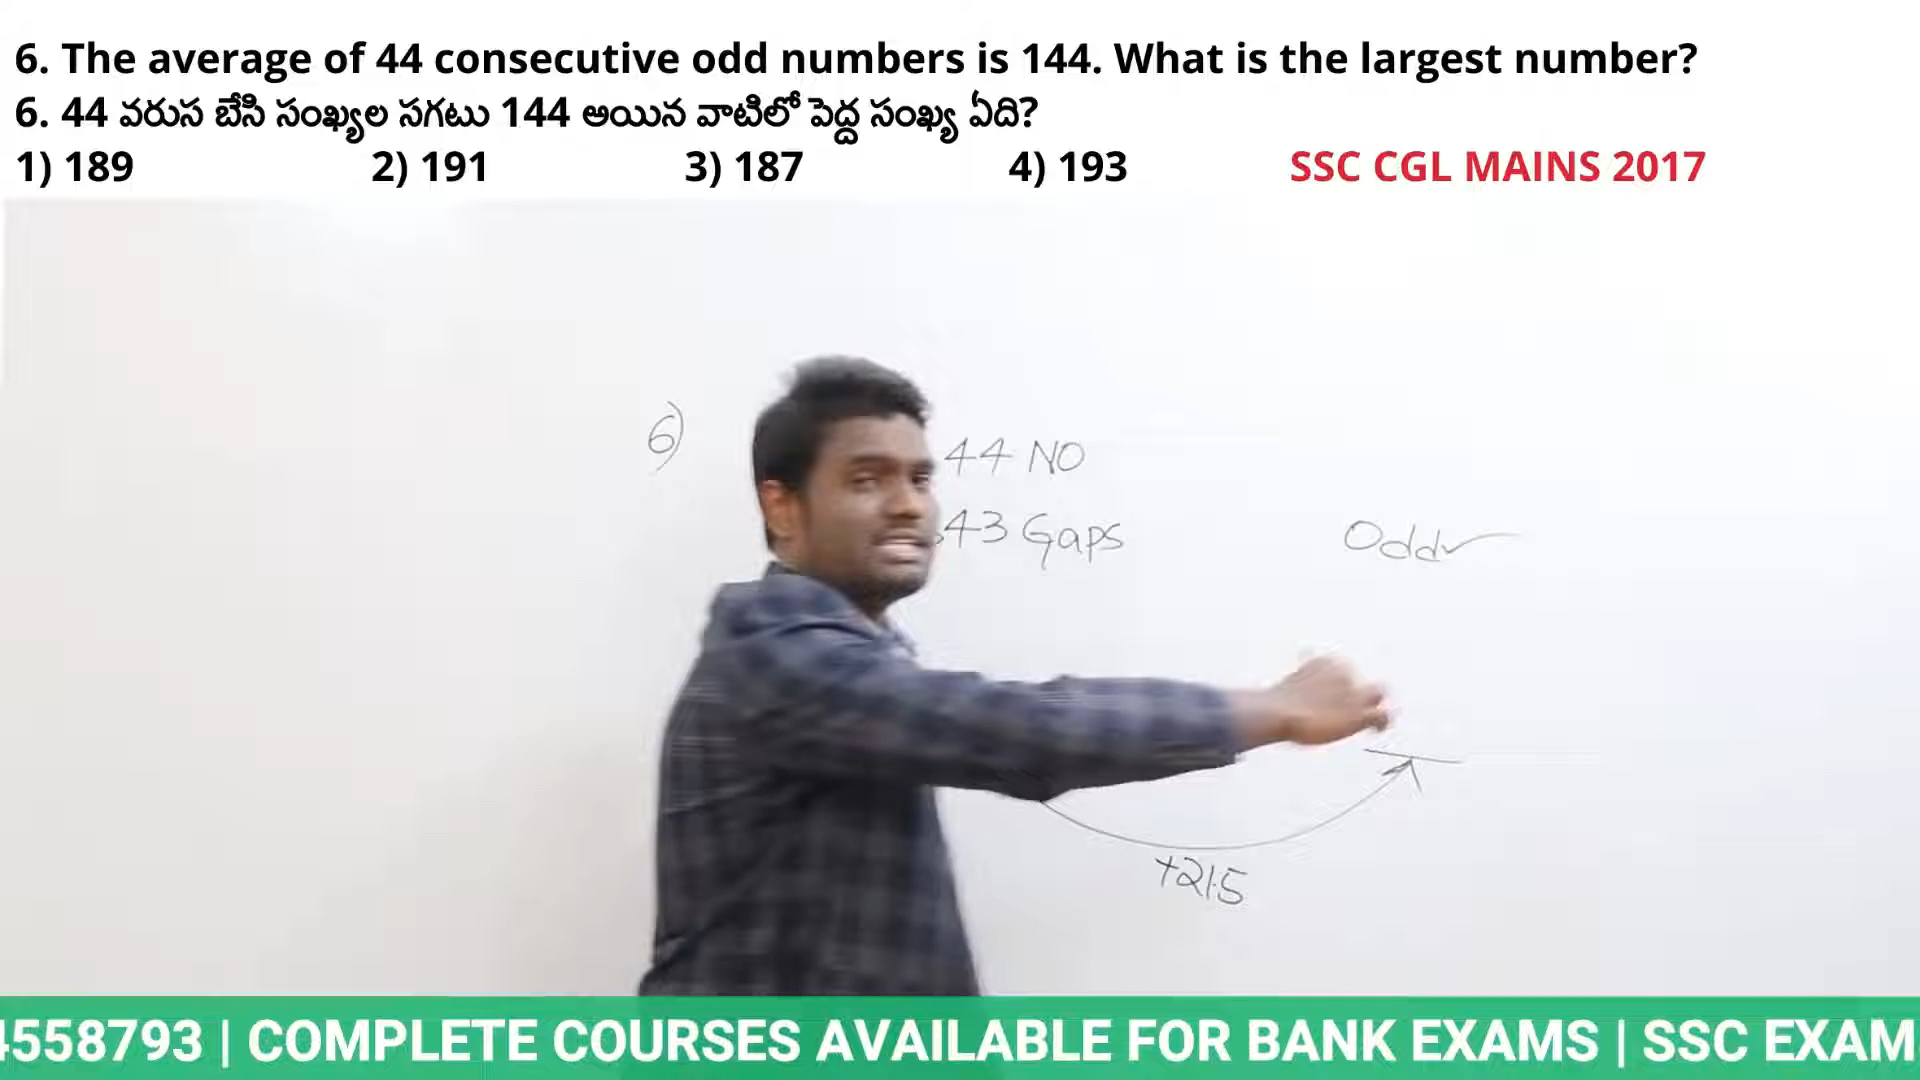 6. The average of 44 consecutive odd numbers is 144. What is the largest number?
6. 44 వరుస బేసి సంఖ్యల సగటు 144 అయిన వాటిలో పెద్ద సంఖ్య ఏది?
1) 189 2) 191 3) 187 4) 193 SSC CGL MAINS 2017
6)
44 NO
43 Gaps
Odd
+21.5
4558793 | COMPLETE COURSES AVAILABLE FOR BANK EXAMS | SSC EXAM